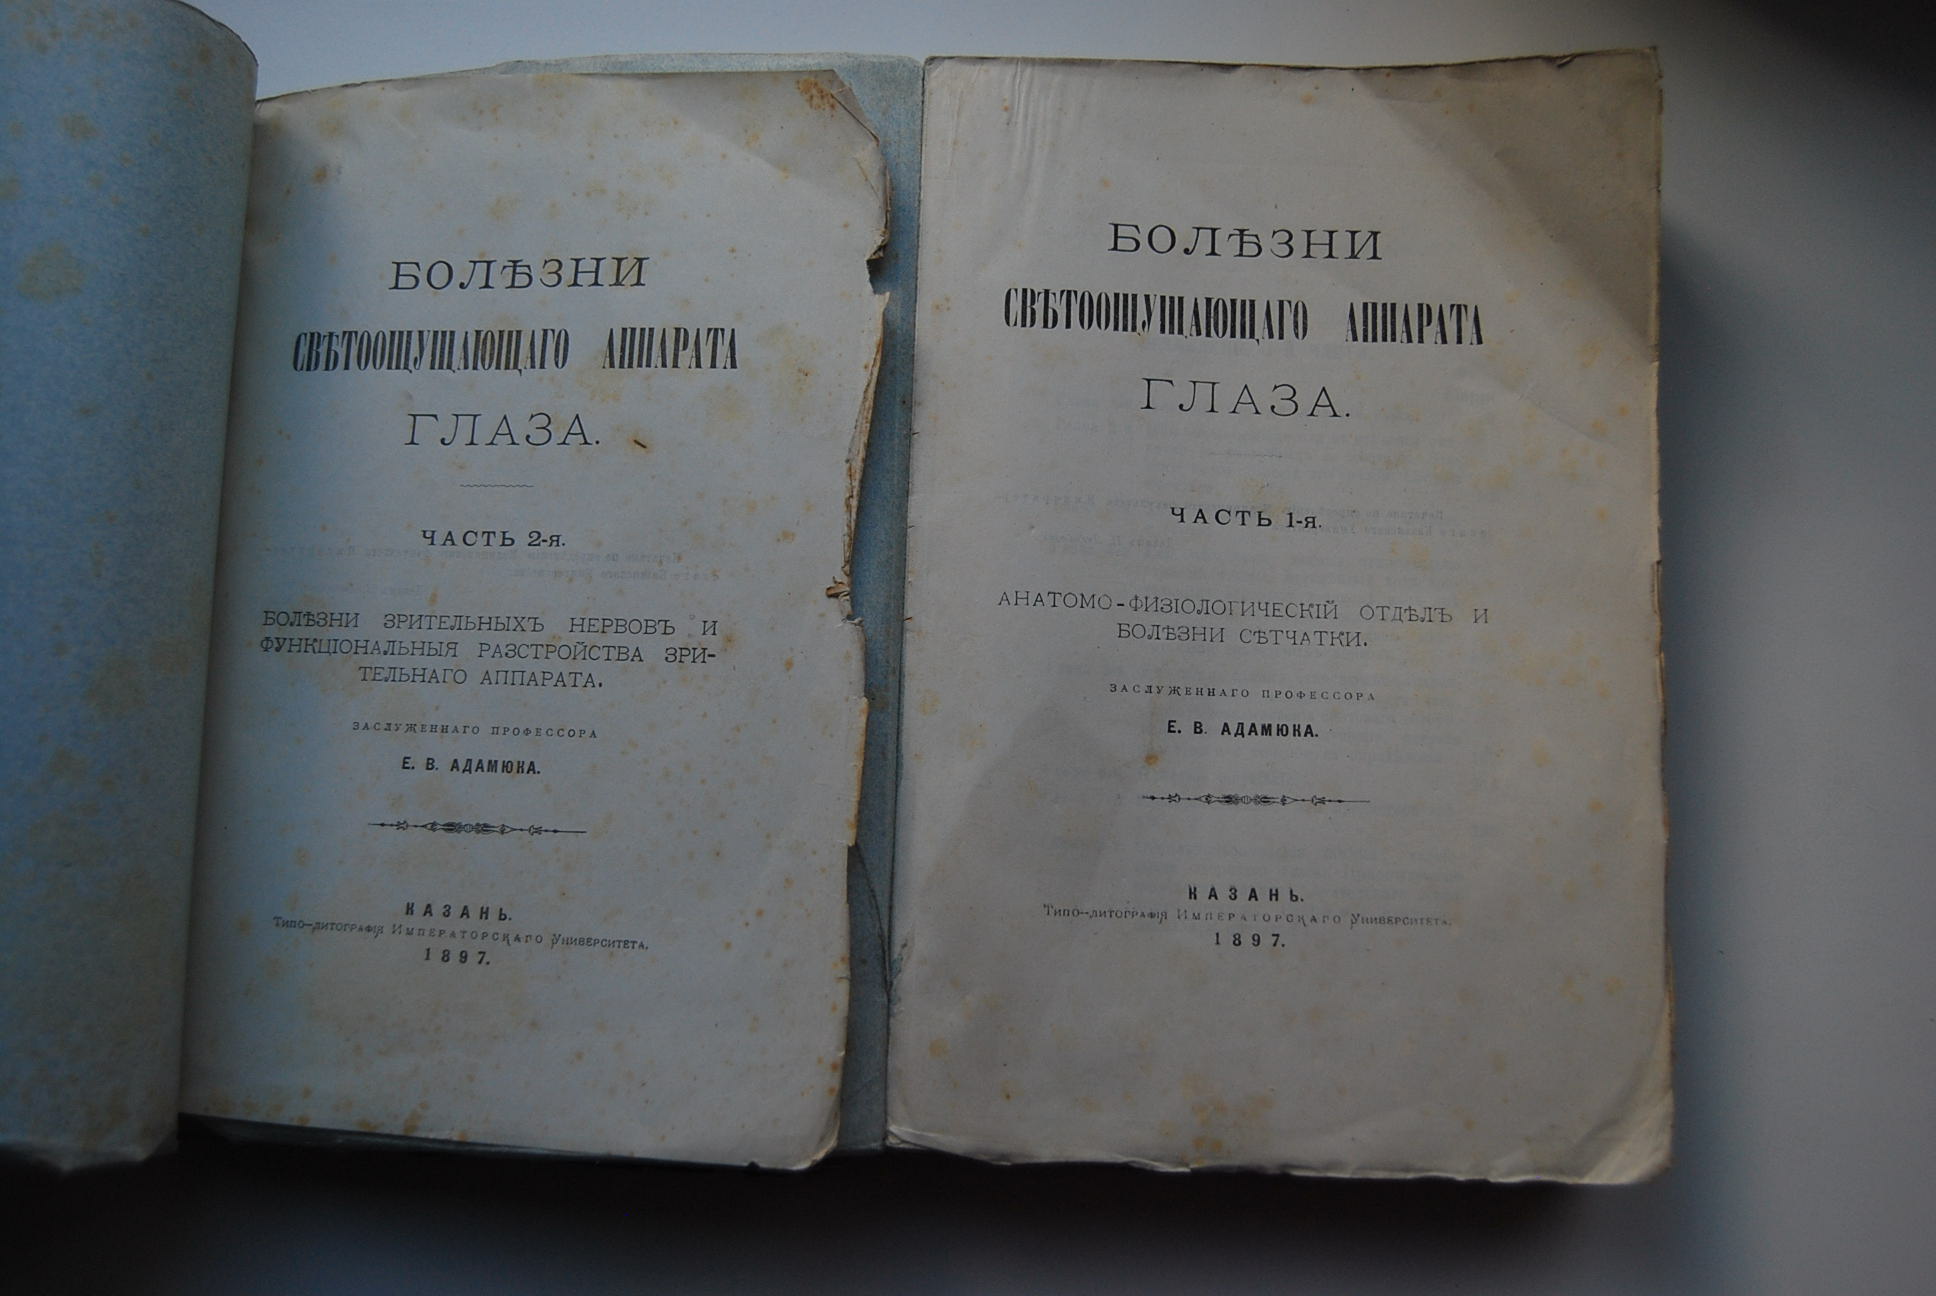 БОЛѢЗНИ
СВѢТООЩУЩАЮЩАГО АППАРАТА
ГЛАЗА.
ЧАСТЬ 2-я.
БОЛѢЗНИ ЗРИТЕЛЬНЫХЪ НЕРВОВЪ И
ФУНКЦІОНАЛЬНЫЯ РАЗСТРОЙСТВА ЗРИ-
ТЕЛЬНАГО АППАРАТА.
ЗАСЛУЖЕННАГО ПРОФЕССОРА
Е. В. АДАМЮКА.
КАЗАНЬ.
Типо-литографія Императорскаго Университета.
1897.
БОЛѢЗНИ
СВѢТООЩУЩАЮЩАГО АППАРАТА
ГЛАЗА.
ЧАСТЬ 1-я.
АНАТОМО-ФИЗІОЛОГИЧЕСКІЙ ОТДѢЛЪ И
БОЛѢЗНИ СѢТЧАТКИ.
ЗАСЛУЖЕННАГО ПРОФЕССОРА
Е. В. АДАМЮКА.
КАЗАНЬ.
Типо-литографія Императорскаго Университета.
1897.